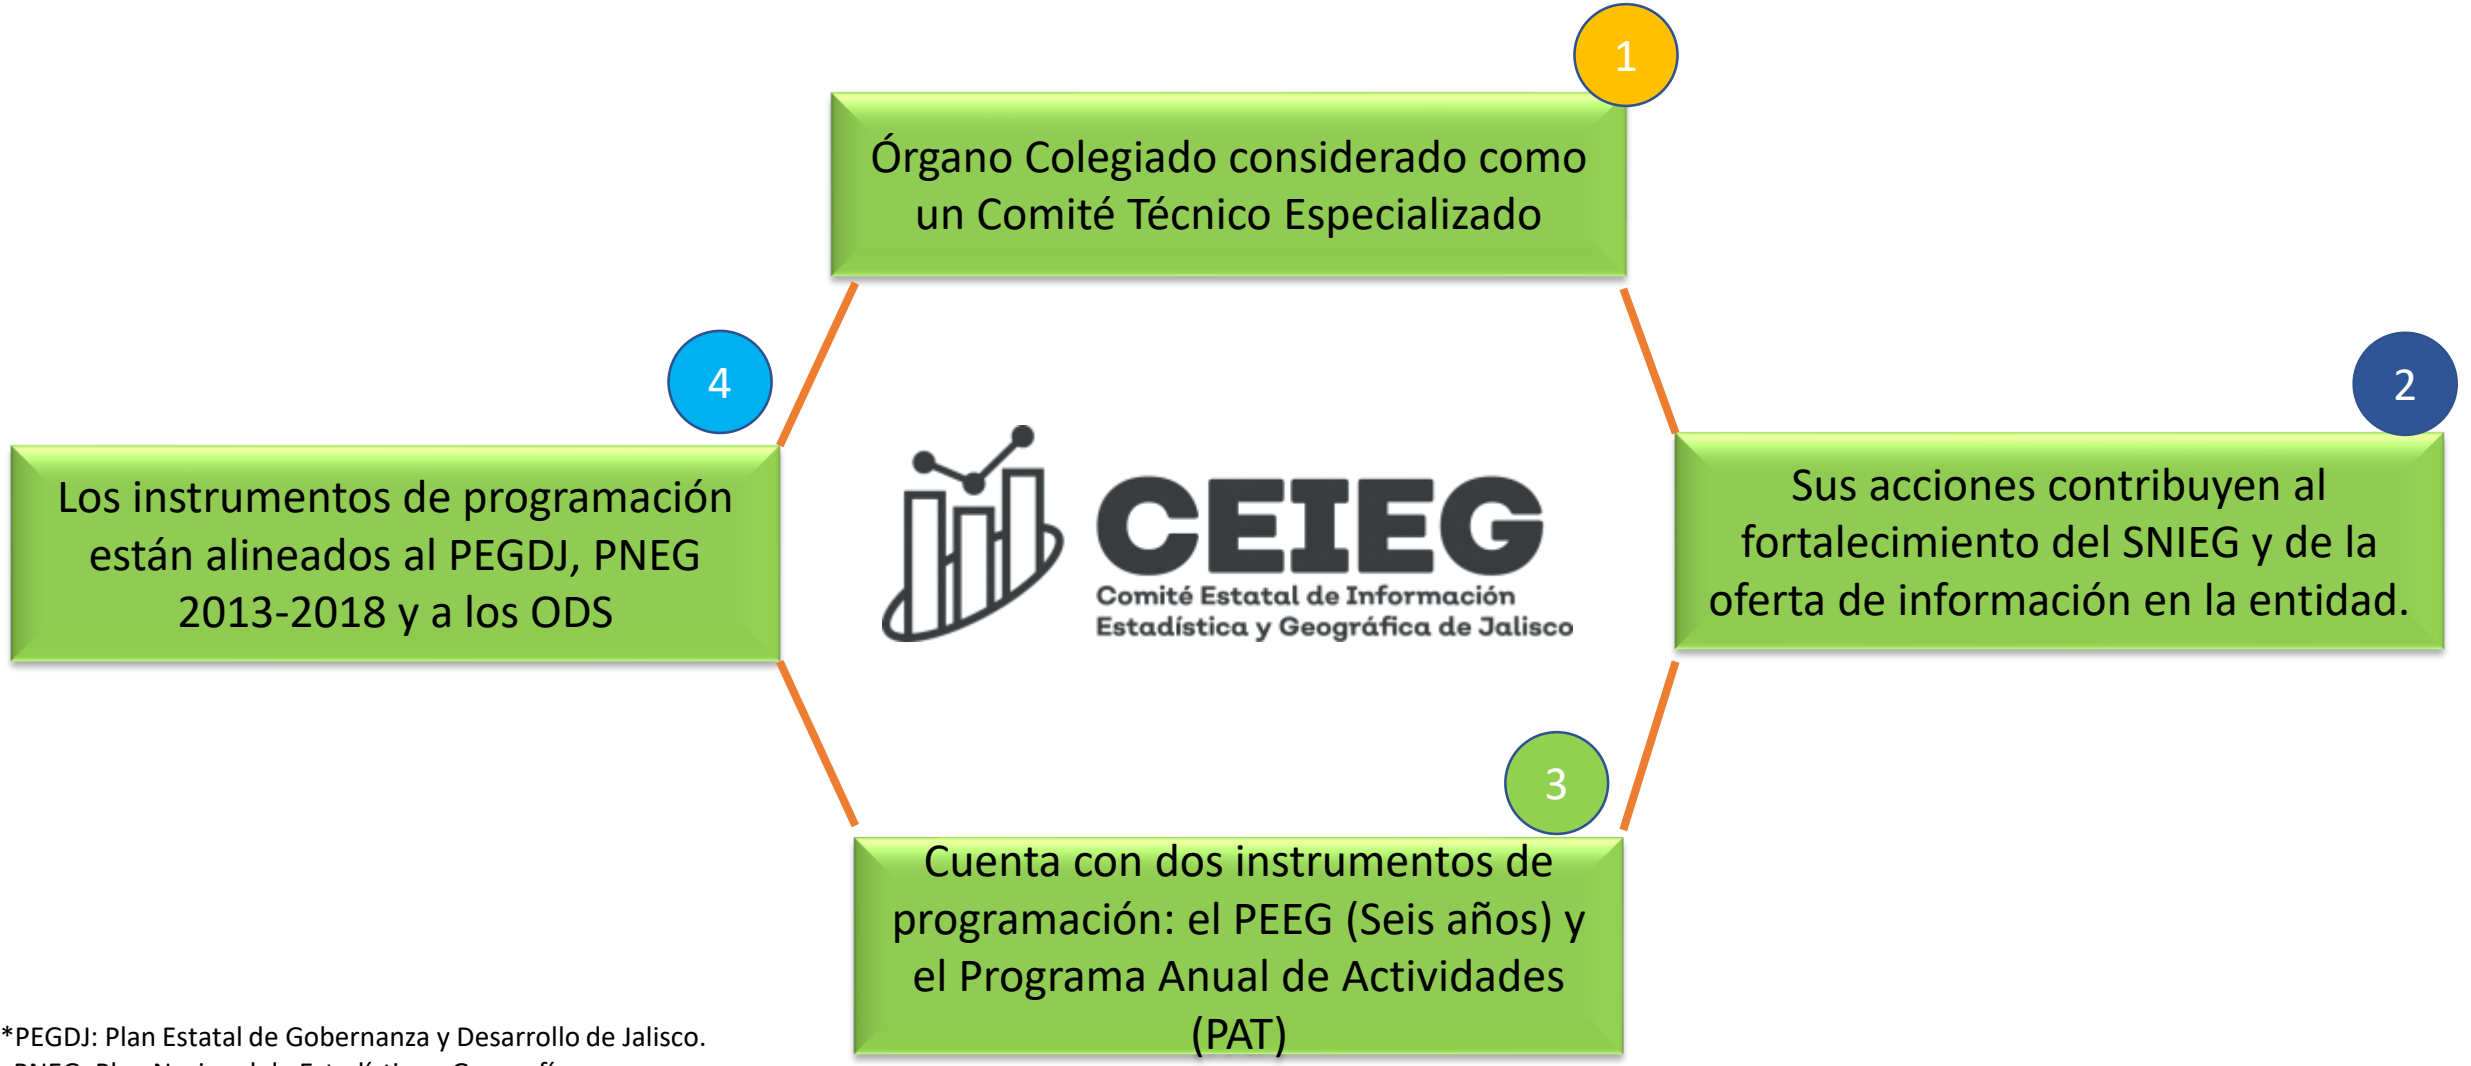 1
Órgano Colegiado considerado como
un Comité Técnico Especializado
2
Sus acciones contribuyen al
fortalecimiento del SNIEG y de la
oferta de información en la entidad.
3
Cuenta con dos instrumentos de
programación: el PEEG (Seis años) y
el Programa Anual de Actividades
(PAT)
4
Los instrumentos de programación
están alineados al PEGDJ, PNEG
2013-2018 y a los ODS
CEIEG
Comité Estatal de Información
Estadística y Geográfica de Jalisco
*PEGDJ: Plan Estatal de Gobernanza y Desarrollo de Jalisco.